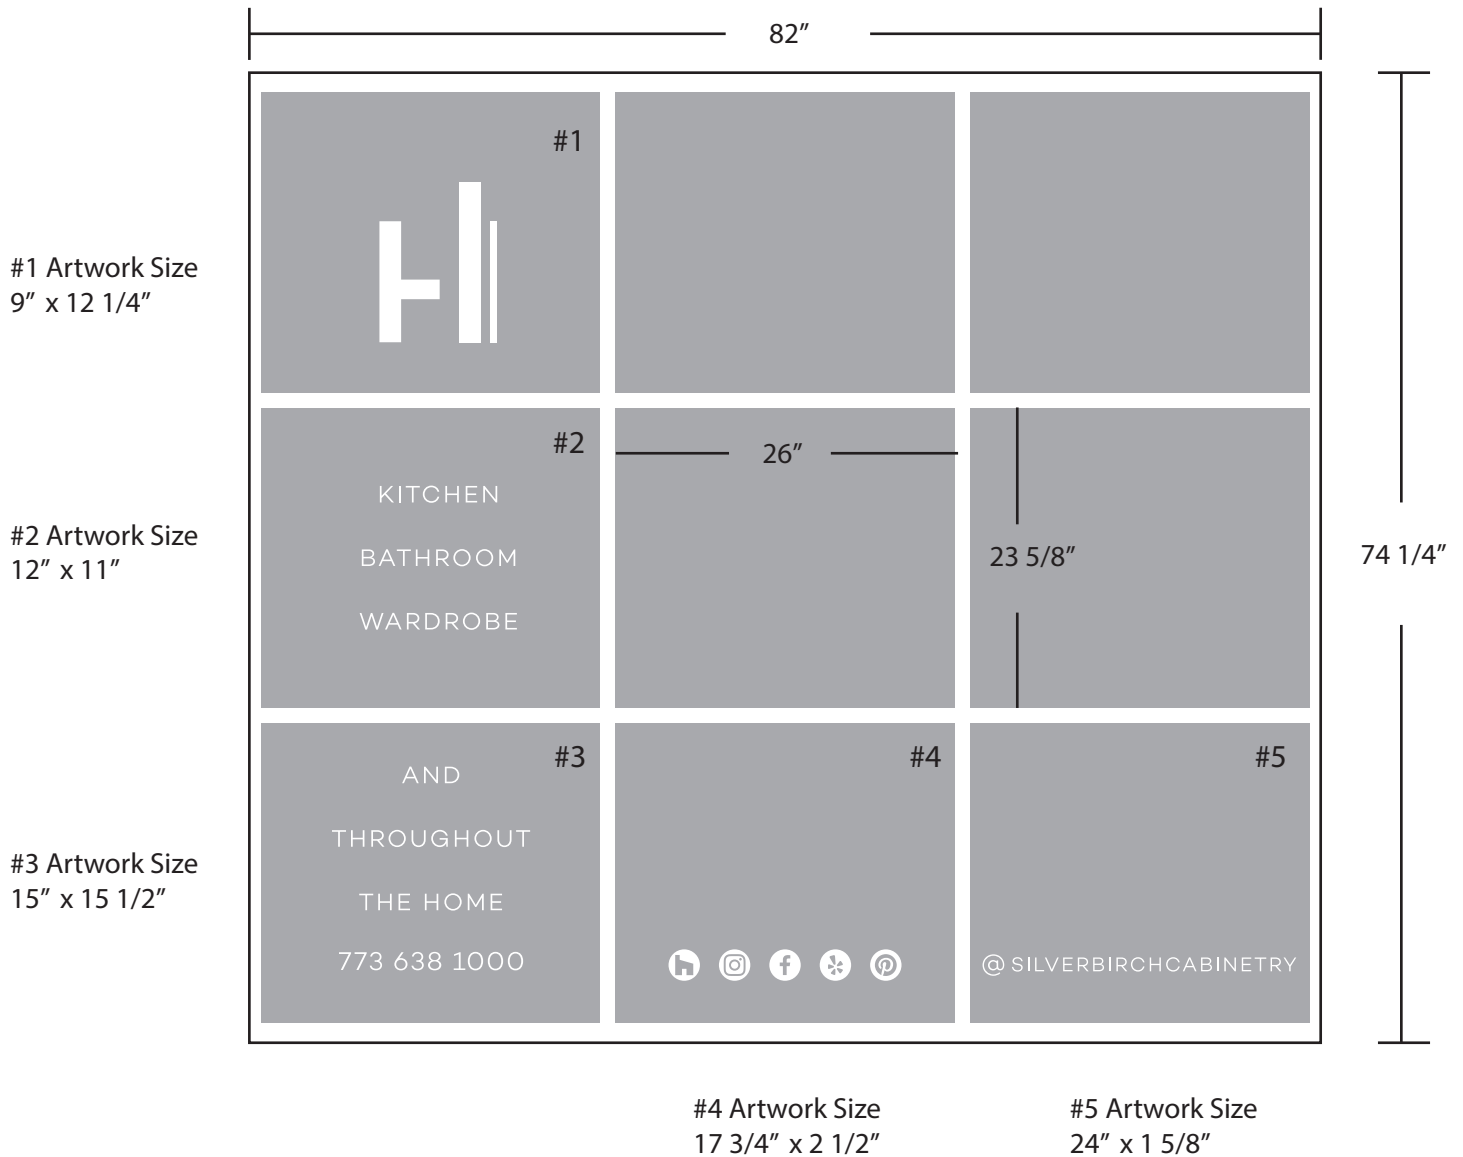 82”
#1
#1 Artwork Size
9” x 12 1/4”
#2
26”
KITCHEN
BATHROOM
WARDROBE
#2 Artwork Size
12” x 11”
23 5/8”
74 1/4”
#3
#4
#5
AND
THROUGHOUT
THE HOME
773 638 1000
@SILVERBIRCHCABINETRY
#3 Artwork Size
15” x 15 1/2”
#4 Artwork Size
17 3/4” x 2 1/2”
#5 Artwork Size
24” x 1 5/8”